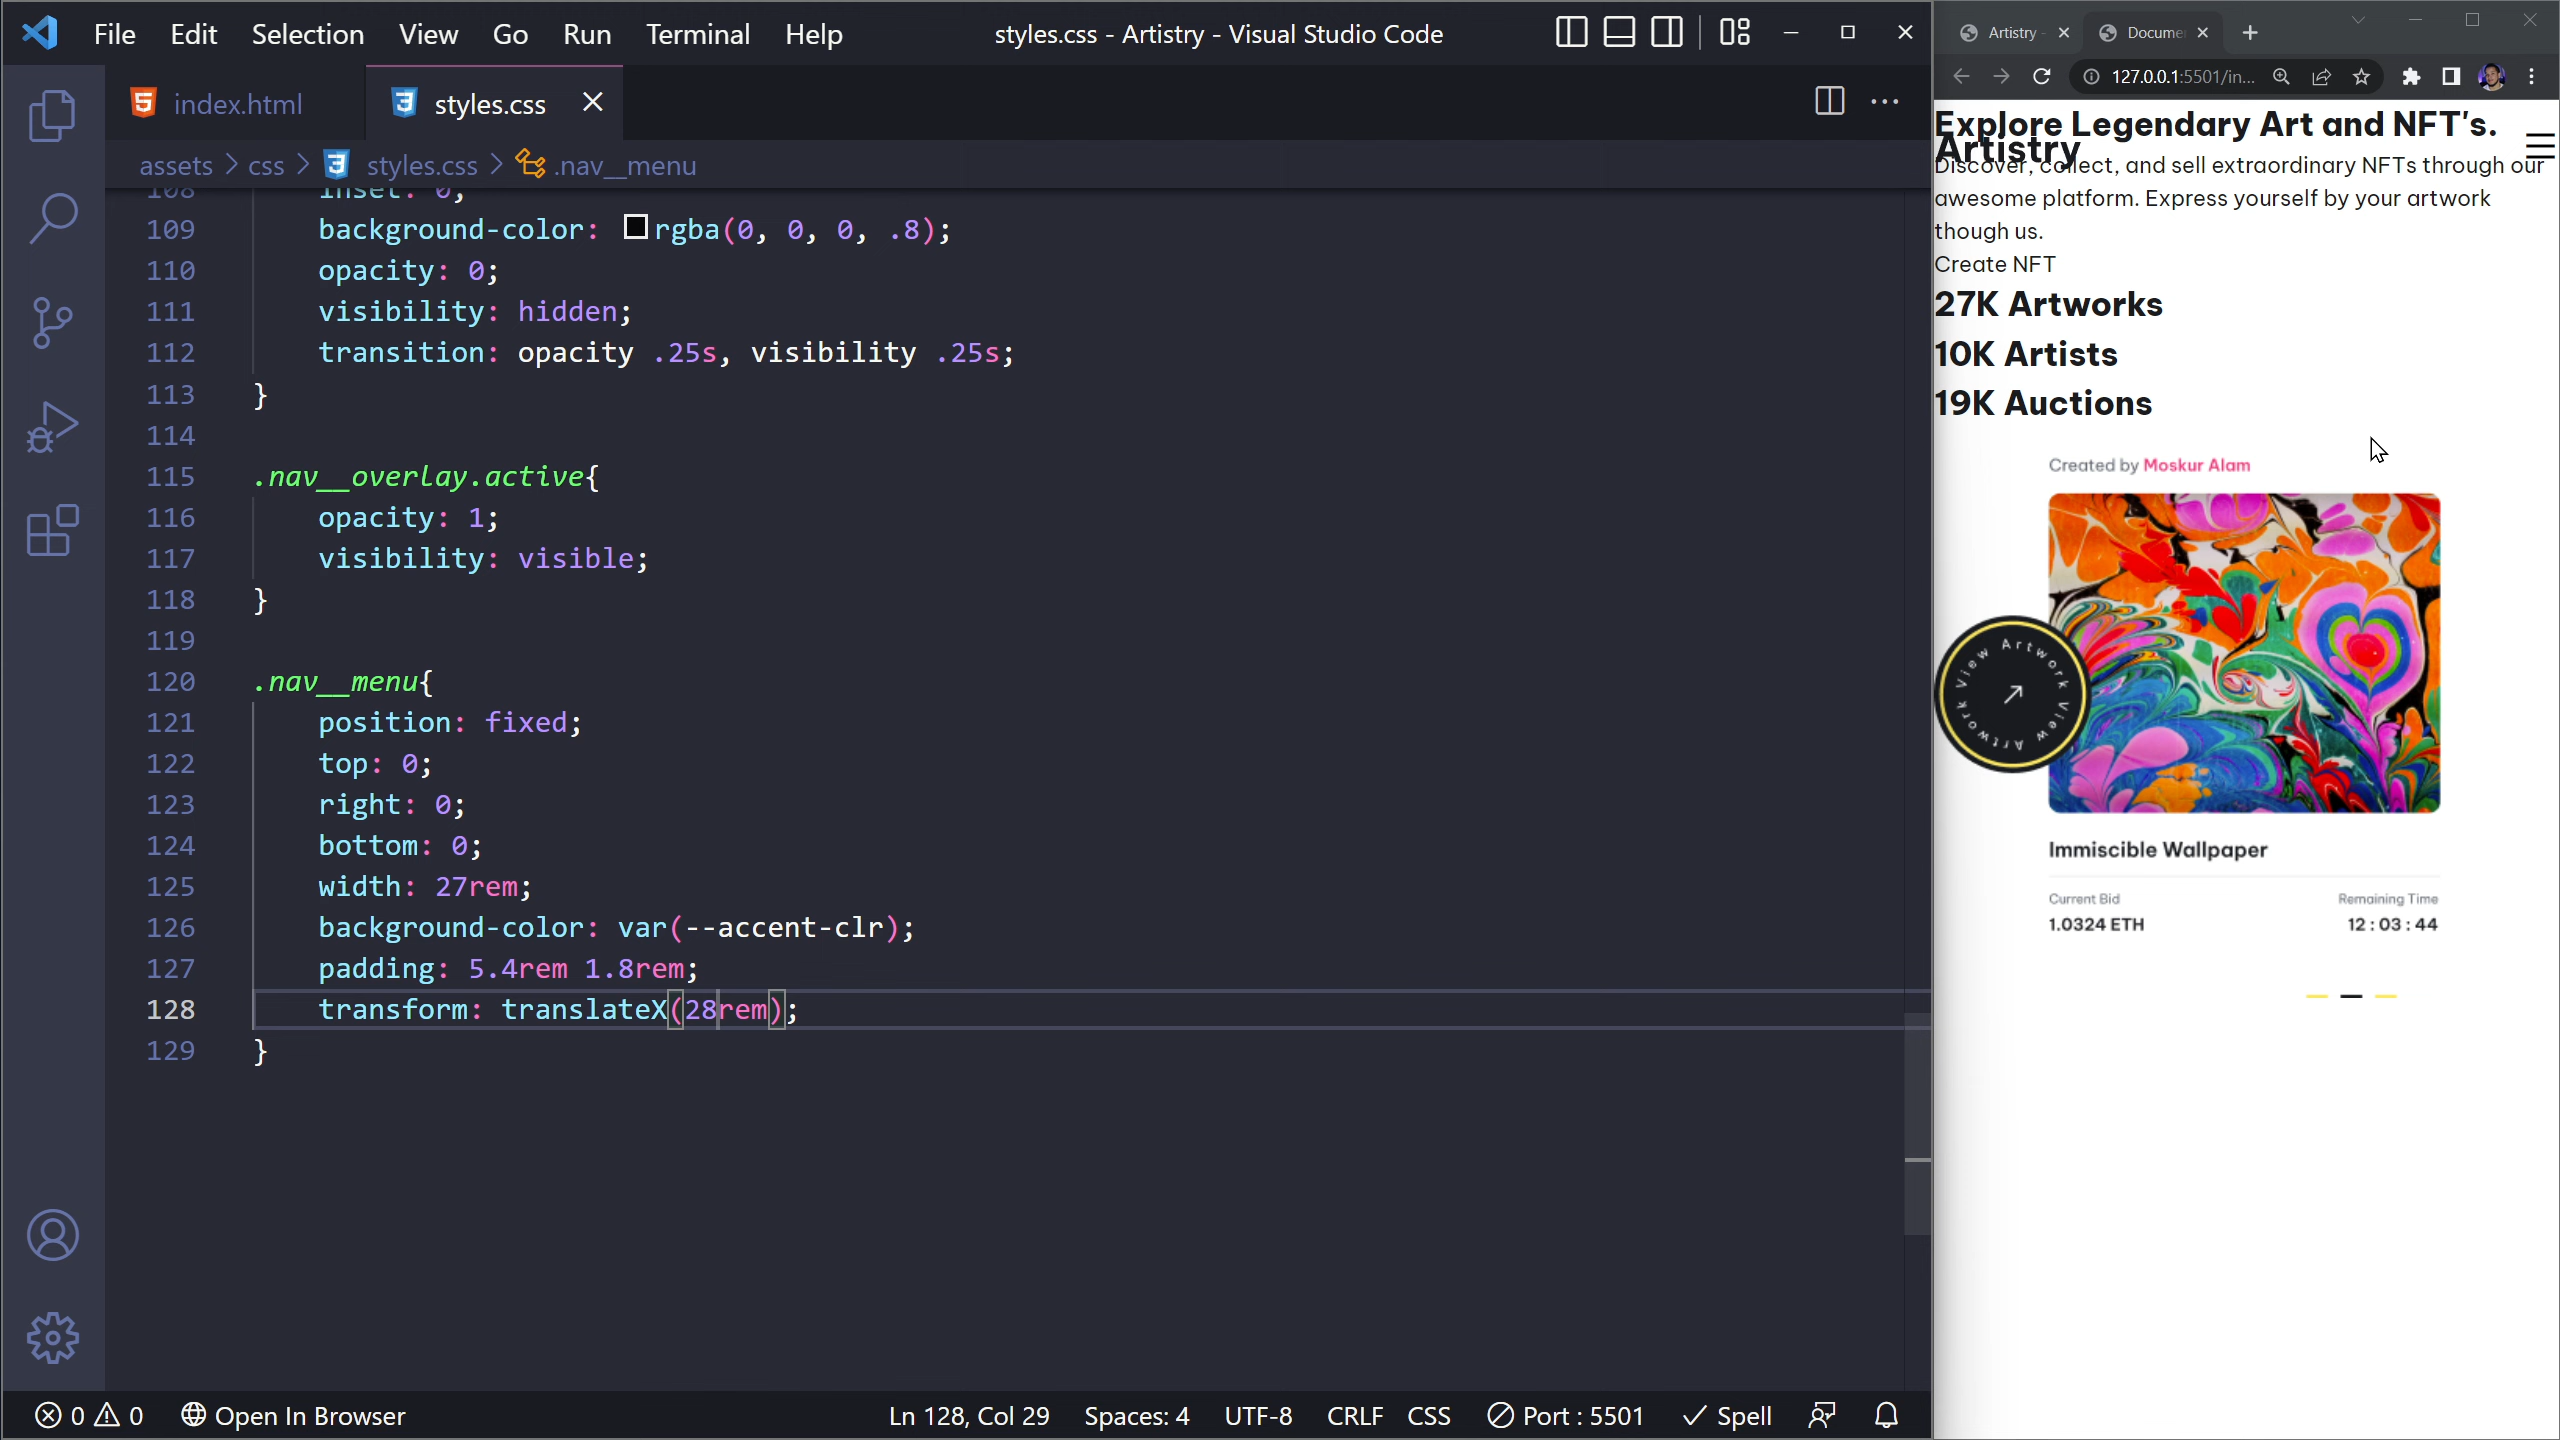 File Edit Selection View Go Run Terminal Help
styles.css - Artistry - Visual Studio Code
index.html
styles.css
assets > css > styles.css > .nav__menu
108 inset: 0;
109 background-color: rgba(0, 0, 0, .8);
110 opacity: 0;
111 visibility: hidden;
112 transition: opacity .25s, visibility .25s;
113 }
114
115 .nav__overlay.active{
116 opacity: 1;
117 visibility: visible;
118 }
119
120 .nav__menu{
121 position: fixed;
122 top: 0;
123 right: 0;
124 bottom: 0;
125 width: 27rem;
126 background-color: var(--accent-clr);
127 padding: 5.4rem 1.8rem;
128 transform: translateX(28rem);
129 }
0 0 Open In Browser
Ln 128, Col 29 Spaces: 4 UTF-8 CRLF CSS Port : 5501 Spell
Artistry
Docume
127.0.0.1:5501/in...
Explore Legendary Art and NFT's.
Artistry
Discover, collect, and sell extraordinary NFTs through our
awesome platform. Express yourself by your artwork
though us.
Create NFT
27K Artworks
10K Artists
19K Auctions
Created by Moskur Alam
View Artwork View Artwork
Immiscible Wallpaper
Current Bid
Remaining Time
1.0324 ETH
12 : 03 : 44